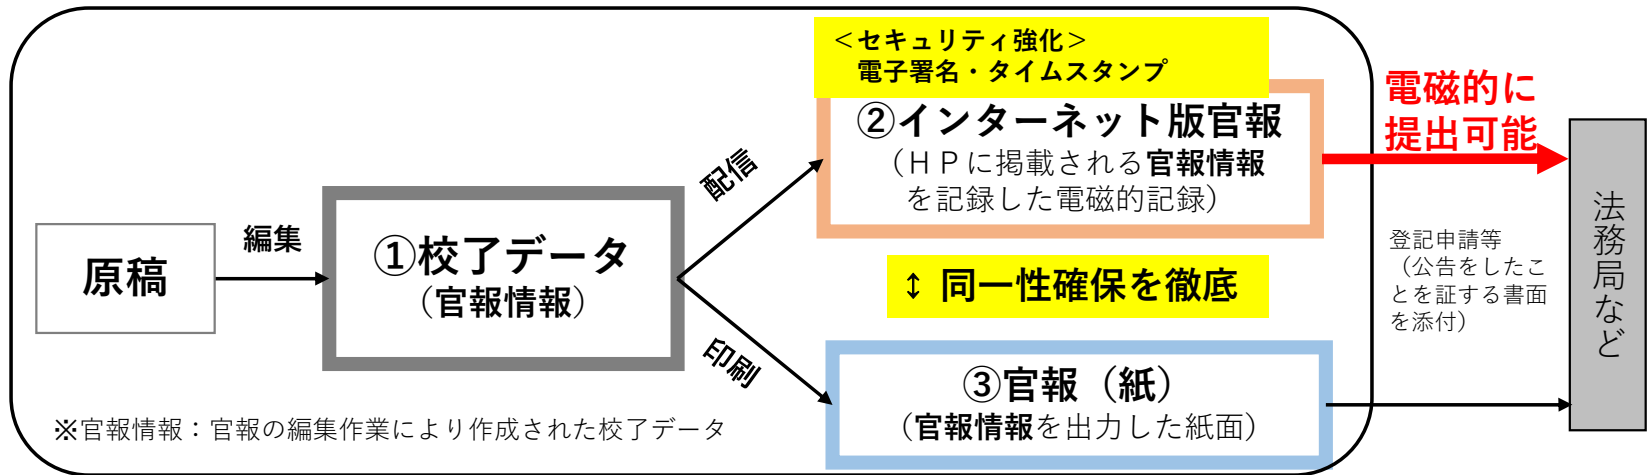 ＜セキュリティ強化＞
電子署名・タイムスタンプ
②インターネット版官報
（ＨＰに掲載される官報情報
を記録した電磁的記録）
電磁的に
提出可能
配信
原稿
編集
①校了データ
（官報情報）
↕ 同一性確保を徹底
登記申請等
（公告をしたこ
とを証する書面
を添付）
法務局など
印刷
③官報（紙）
（官報情報を出力した紙面）
※官報情報：官報の編集作業により作成された校了データ